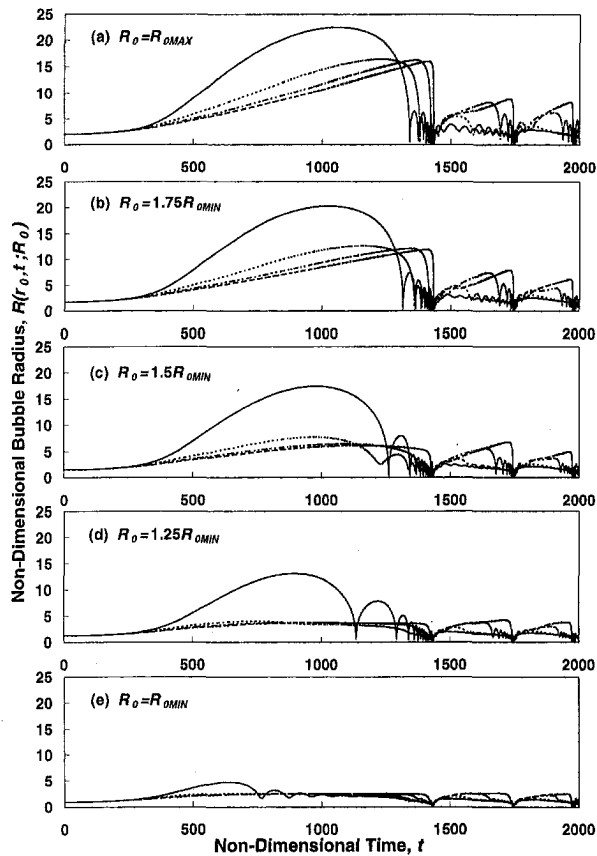 Non-Dimensional Bubble Radius, R(r₀,t ;R₀)
25
20
15
10
5
0
(a) R₀=R₀MAX
0 500 1000 1500 2000
25
20
15
10
5
0
(b) R₀=1.75R₀MIN
0 500 1000 1500 2000
25
20
15
10
5
0
(c) R₀=1.5R₀MIN
0 500 1000 1500 2000
25
20
15
10
5
0
(d) R₀=1.25R₀MIN
0 500 1000 1500 2000
25
20
15
10
5
0
(e) R₀=R₀MIN
0 500 1000 1500 2000
Non-Dimensional Time, t